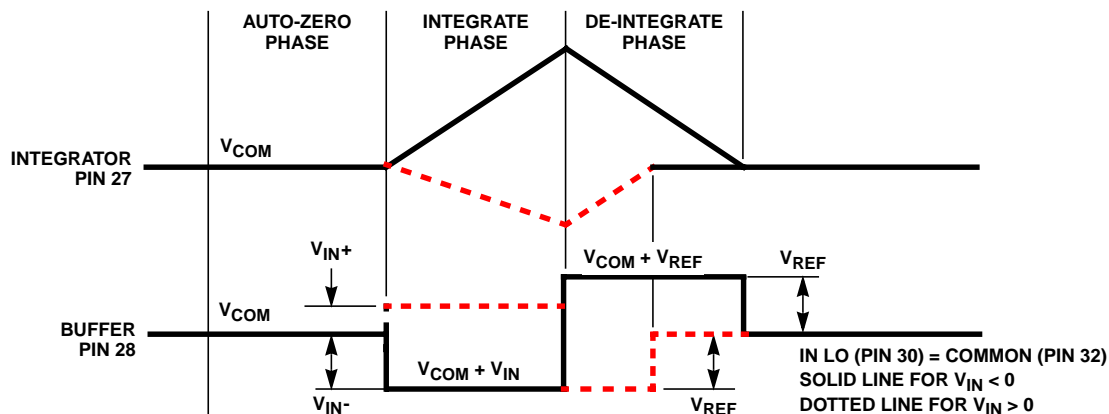 AUTO-ZERO
PHASE
INTEGRATE
PHASE
DE-INTEGRATE
PHASE
INTEGRATOR
PIN 27
VCOM
VIN+
VCOM + VREF
VREF
VCOM
BUFFER
PIN 28
VCOM + VIN
VIN-
VREF
IN LO (PIN 30) = COMMON (PIN 32)
SOLID LINE FOR VIN < 0
DOTTED LINE FOR VIN > 0